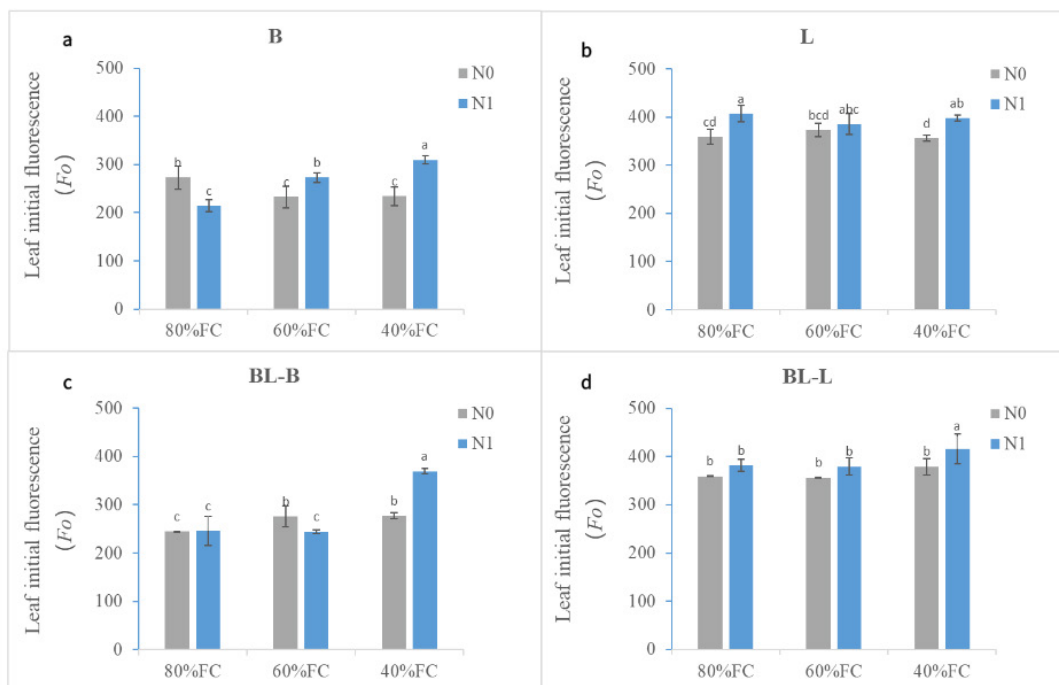 a
B
Leaf initial fluorescence
(Fo)
500
400
300
200
100
0
N0
N1
b
c
c
b
c
a
80%FC
60%FC
40%FC
b
L
Leaf initial fluorescence
(Fo)
500
400
300
200
100
0
N0
N1
cd
a
bcd
abc
d
ab
80%FC
60%FC
40%FC
c
BL-B
Leaf initial fluorescence
(Fo)
500
400
300
200
100
0
N0
N1
c
c
b
c
b
a
80%FC
60%FC
40%FC
d
BL-L
Leaf initial fluorescence
(Fo)
500
400
300
200
100
0
N0
N1
b
b
b
b
b
a
80%FC
60%FC
40%FC